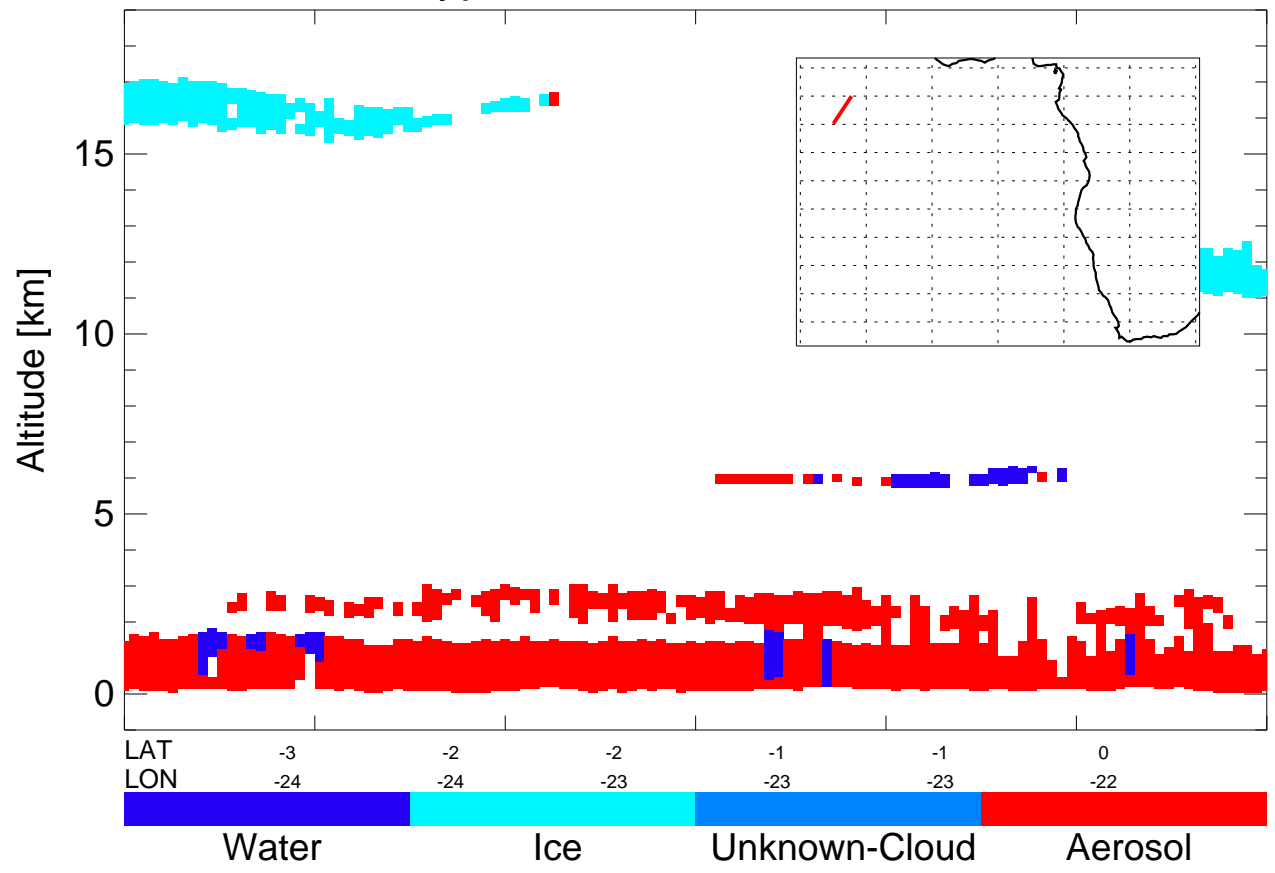 15
10
5
0
Altitude [km]
LAT -3 -2 -2 -1 -1 0
LON -24 -24 -23 -23 -23 -22
Water Ice Unknown-Cloud Aerosol